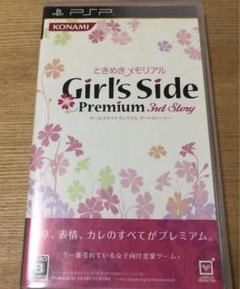 PSP
KONAMI
ときめきメモリアル
Girl's Side
Premium 3rd Story
ガールズサイド プレミアム サードストーリー
表情、カレのすべてがプレミアム。
今一番売れている女子向け恋愛ゲーム。
B